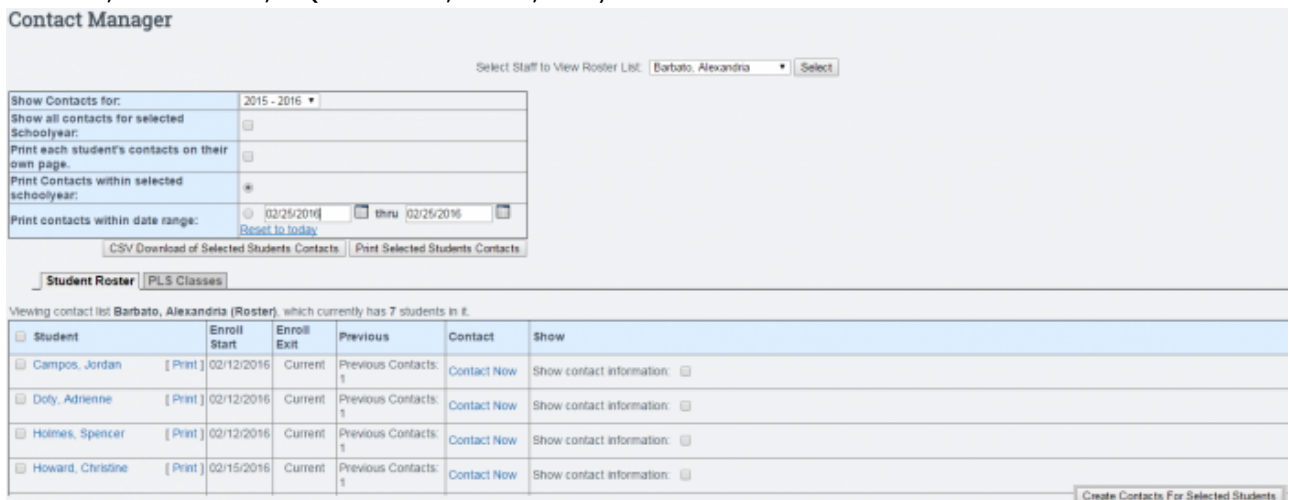 Contact Manager
Select Staff to View Roster List: Barbato, Alexandria Select
Show Contacts for: 2015 - 2016
Show all contacts for selected
Schoolyear:
Print each student's contacts on their
own page.
Print Contacts within selected
schoolyear:
Print contacts within date range: 02/25/2016 thru 02/25/2016
Reset to today
CSV Download of Selected Students Contacts Print Selected Students Contacts
Student Roster PLS Classes
Viewing contact list Barbato, Alexandria (Roster), which currently has 7 students in it.
Student Enroll Start Enroll Exit Previous Contact Show
Campos, Jordan [ Print ] 02/12/2016 Current Previous Contacts: 1 Contact Now Show contact information:
Doty, Adrienne [ Print ] 02/12/2016 Current Previous Contacts: 1 Contact Now Show contact information:
Holmes, Spencer [ Print ] 02/12/2016 Current Previous Contacts: 1 Contact Now Show contact information:
Howard, Christine [ Print ] 02/15/2016 Current Previous Contacts: 1 Contact Now Show contact information:
Create Contacts For Selected Students